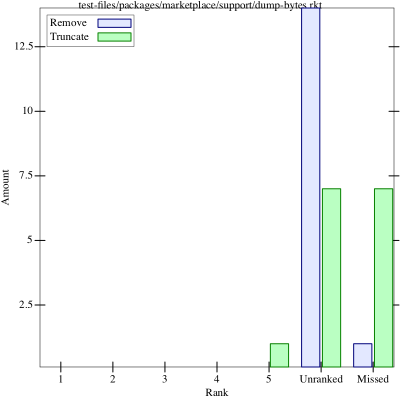 test-files/packages/marketplace/support/dump-bytes.rkt
Remove
Truncate
12.5
10
7.5
5
2.5
Amount
1 2 3 4 5 Unranked Missed
Rank